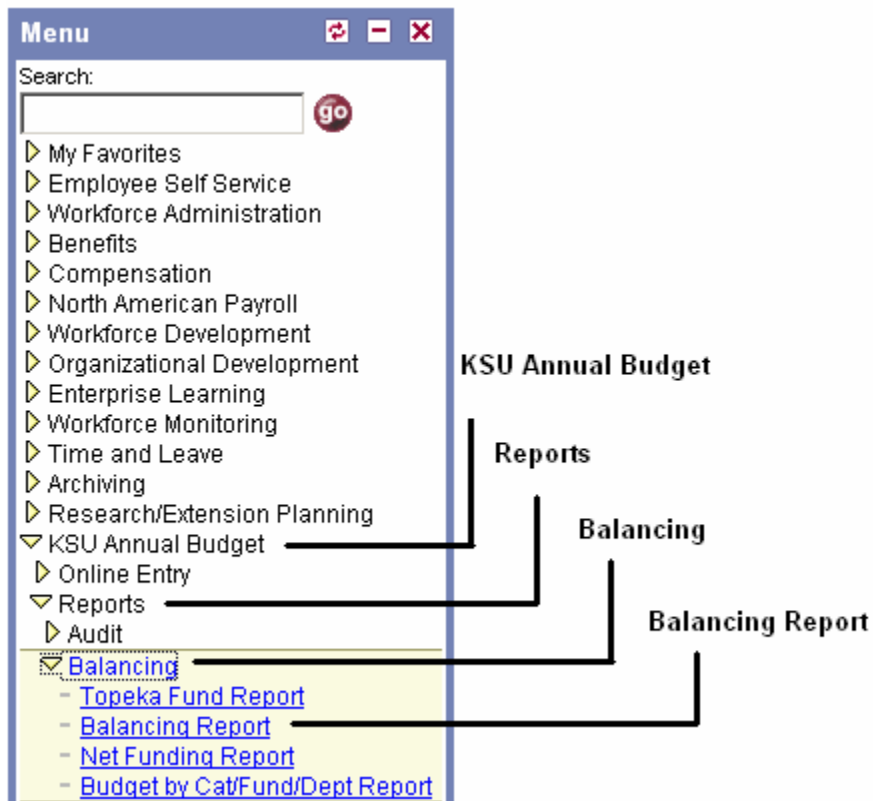 Menu
Search:
go
My Favorites
Employee Self Service
Workforce Administration
Benefits
Compensation
North American Payroll
Workforce Development
Organizational Development
Enterprise Learning
Workforce Monitoring
Time and Leave
Archiving
Research/Extension Planning
KSU Annual Budget
Online Entry
Reports
Audit
Balancing
Topeka Fund Report
Balancing Report
Net Funding Report
Budget by Cat/Fund/Dept Report
KSU Annual Budget
Reports
Balancing
Balancing Report